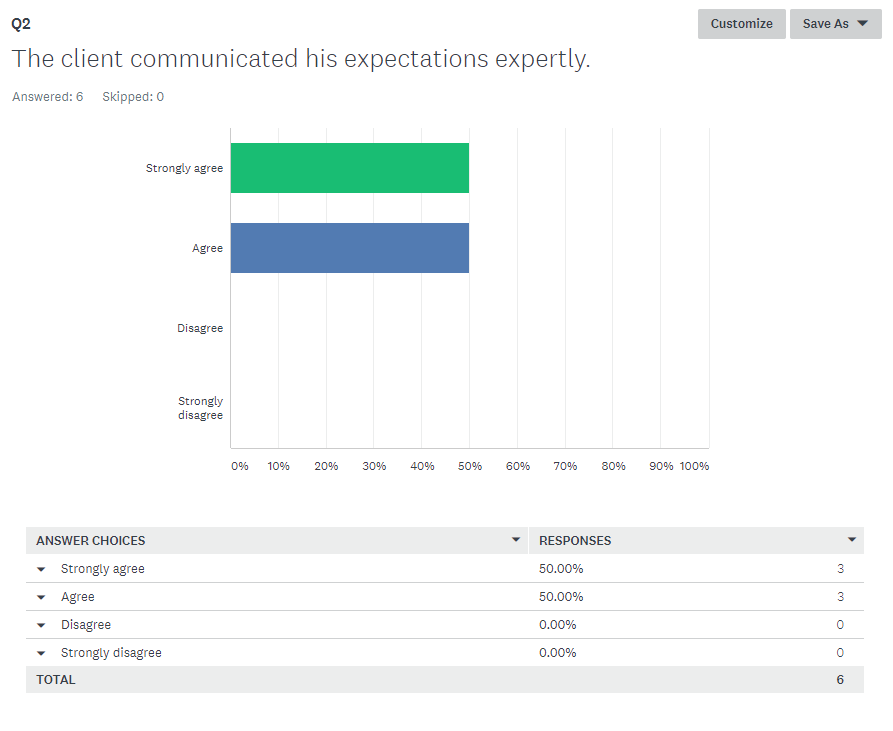 Q2
Customize
Save As
The client communicated his expectations expertly.
Answered: 6 Skipped: 0
Strongly agree
Agree
Disagree
Strongly
disagree
0% 10% 20% 30% 40% 50% 60% 70% 80% 90% 100%
ANSWER CHOICES RESPONSES
Strongly agree 50.00% 3
Agree 50.00% 3
Disagree 0.00% 0
Strongly disagree 0.00% 0
TOTAL 6